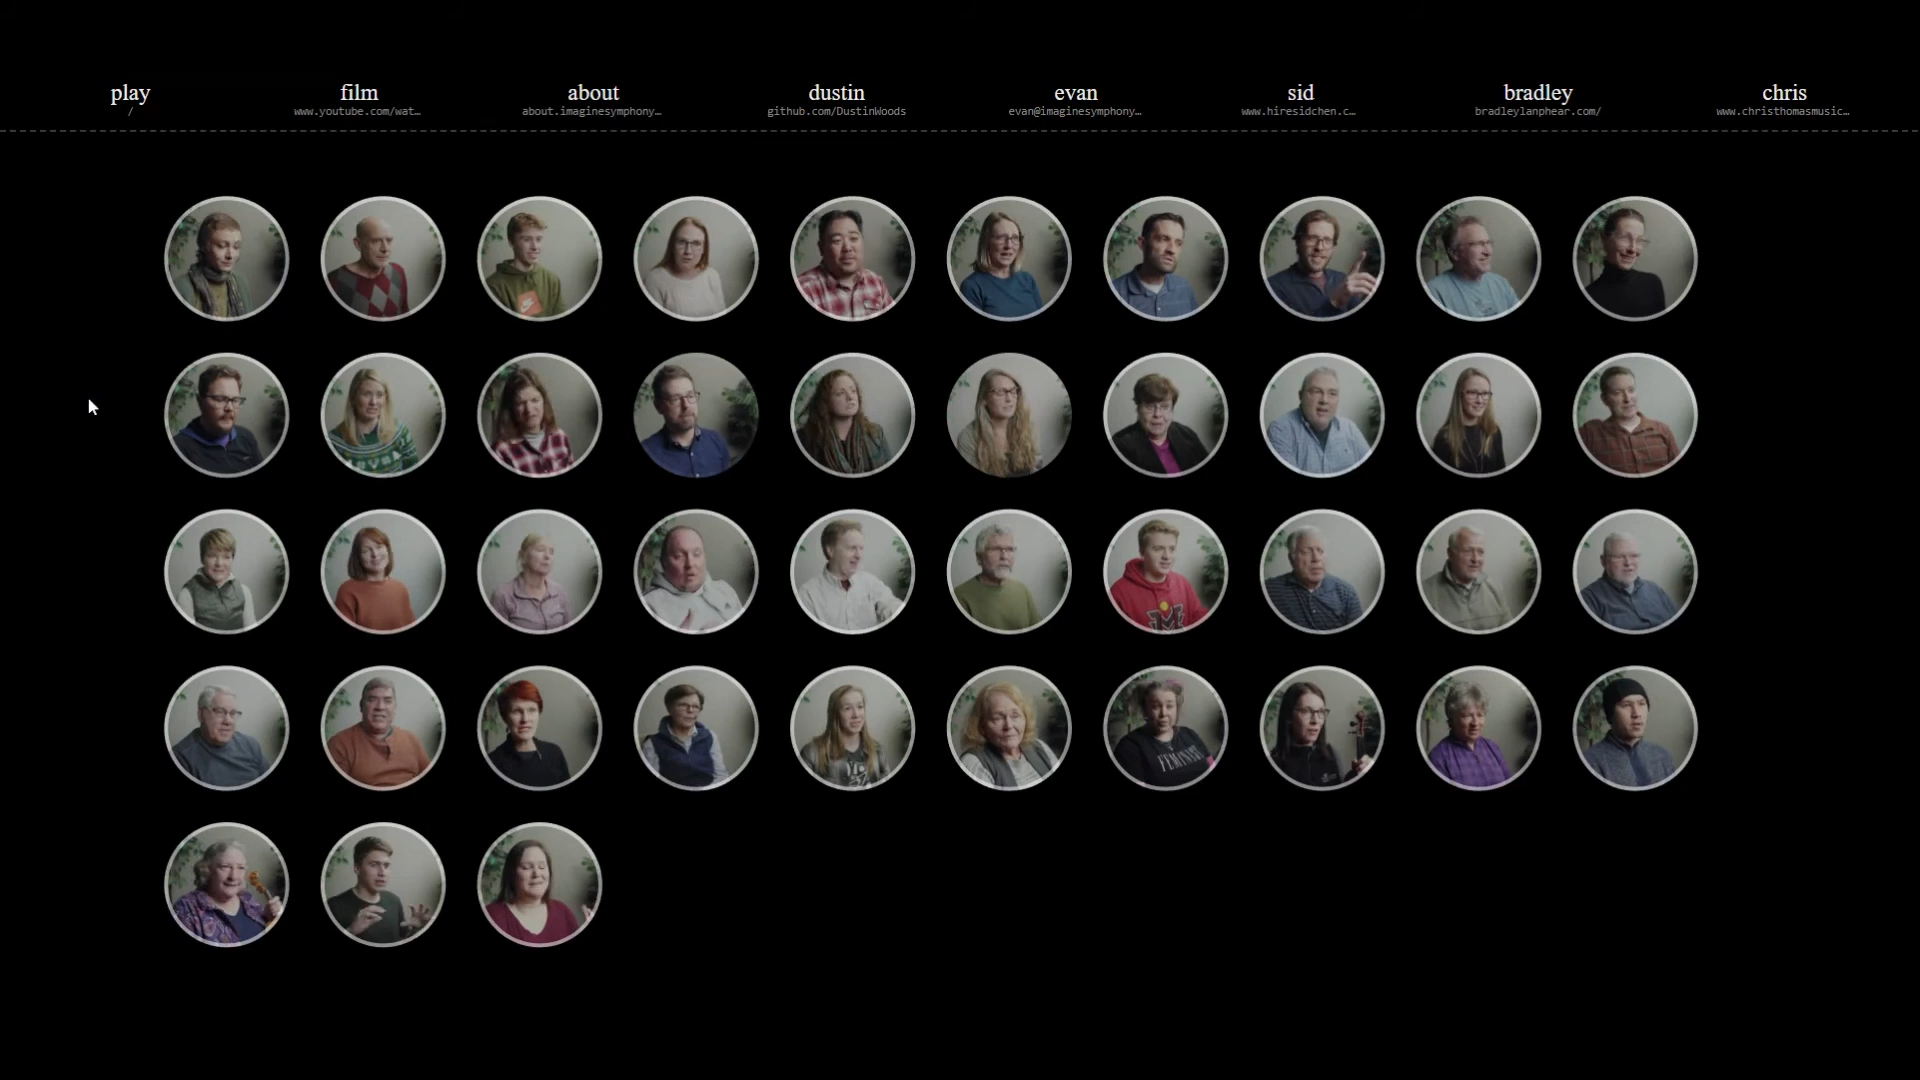 play
/
film
www.youtube.com/wat…
about
about.imaginesymphony…
dustin
github.com/DustinWoods
evan
evan@imaginesymphony…
sid
www.hiresidchen.c…
bradley
bradleylanphear.com/
chris
www.christhomasmusic…
FEMINIST